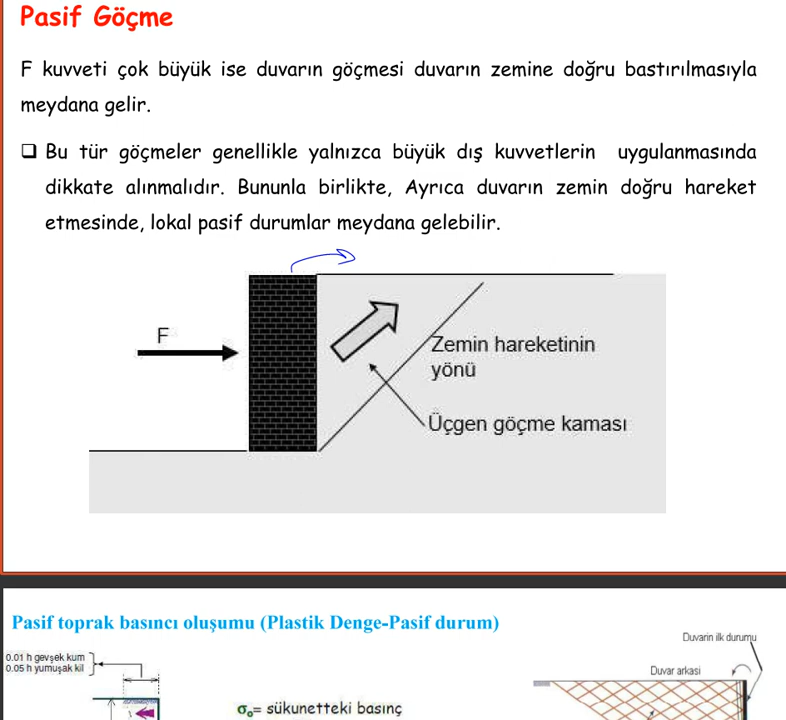 Pasif Göçme
F kuvveti çok büyük ise duvarın göçmesi duvarın zemine doğru bastırılmasıyla
meydana gelir.
❑ Bu tür göçmeler genellikle yalnızca büyük dış kuvvetlerin uygulanmasında
dikkate alınmalıdır. Bununla birlikte, Ayrıca duvarın zemin doğru hareket
etmesinde, lokal pasif durumlar meydana gelebilir.
F
Zemin hareketinin
yönü
Üçgen göçme kaması
Pasif toprak basıncı oluşumu (Plastik Denge-Pasif durum)
Duvarin ilk durumu
0.01 h gevşek kum
0.05 h yumuşak kil
Duvar arkasi
σₒ= sükunetteki basınç